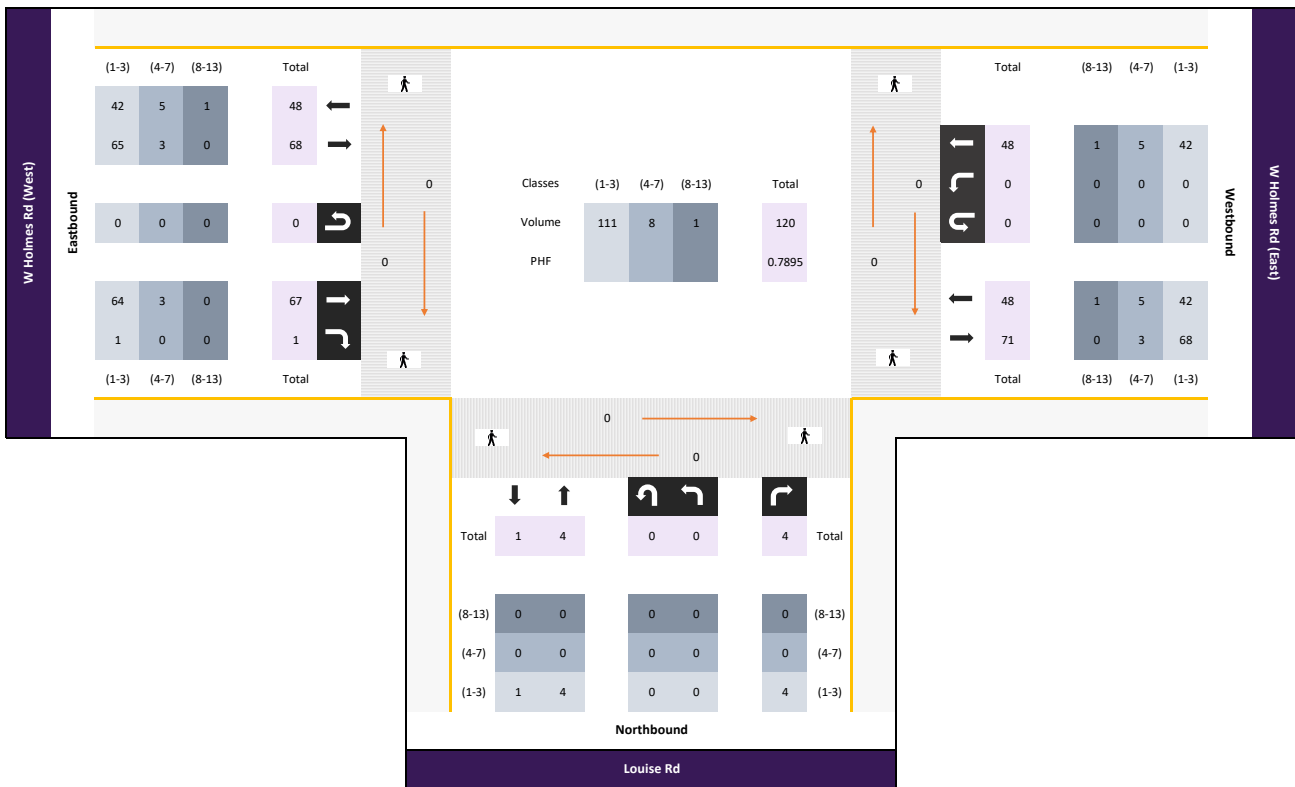 (1-3) (4-7) (8-13) Total
42 5 1 48
65 3 0 68
0 0 0 0
64 3 0 67
1 0 0 1
(1-3) (4-7) (8-13) Total
W Holmes Rd (West)
Eastbound
0
0
Classes (1-3) (4-7) (8-13) Total
Volume 111 8 1 120
PHF 0.7895
0
0
Total (8-13) (4-7) (1-3)
48 1 5 42
0 0 0 0
0 0 0 0
48 1 5 42
71 0 3 68
Total (8-13) (4-7) (1-3)
Westbound
W Holmes Rd (East)
0
0
Total 1 4 0 0 4 Total
(8-13) 0 0 0 0 0 (8-13)
(4-7) 0 0 0 0 0 (4-7)
(1-3) 1 4 0 0 4 (1-3)
Northbound
Louise Rd